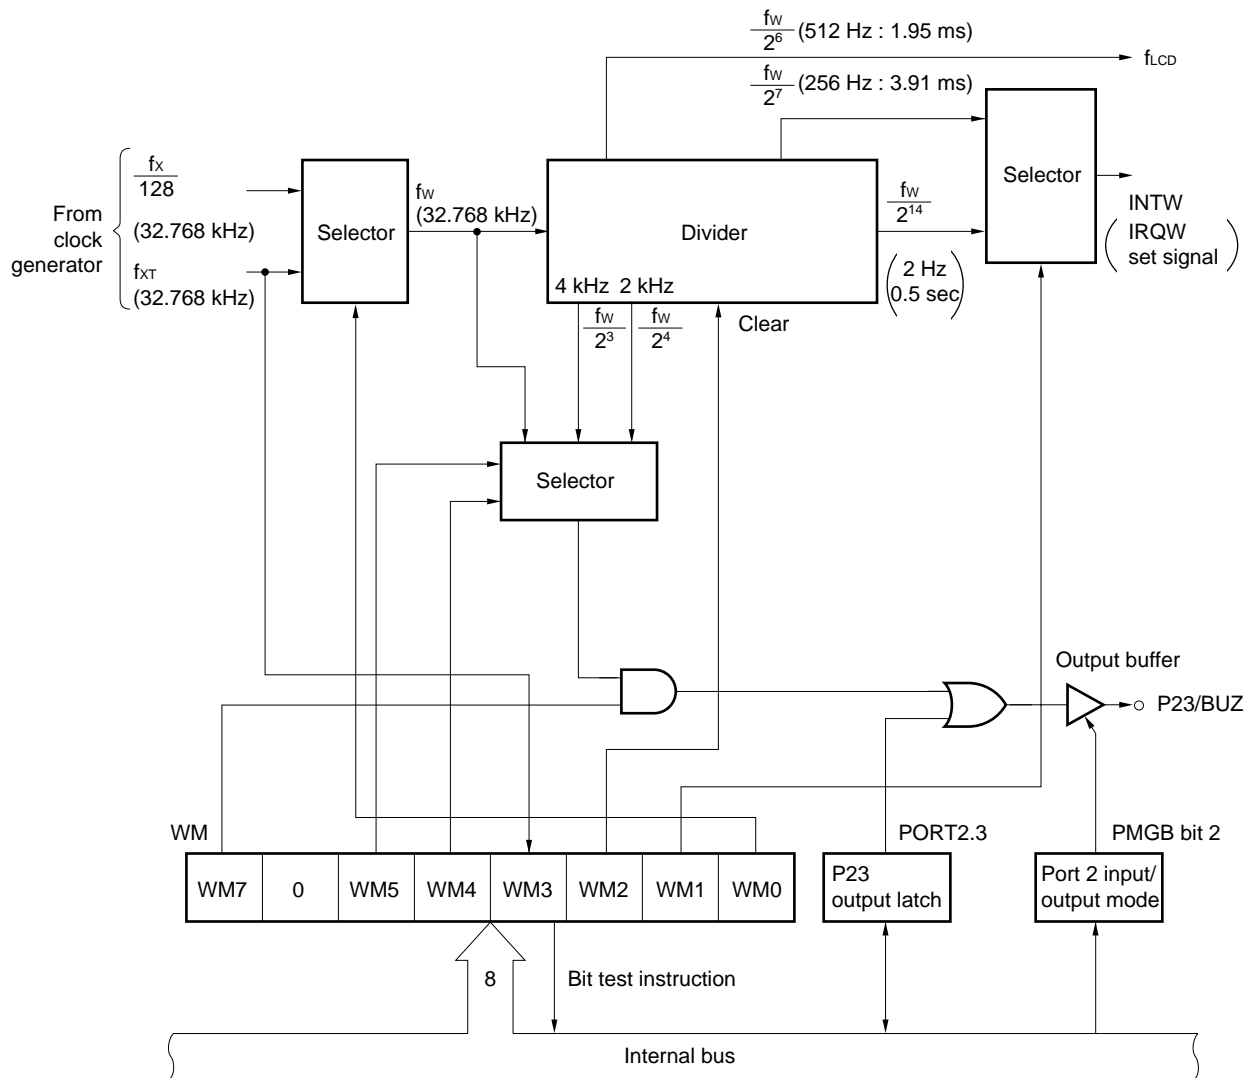 fW/2^6 (512 Hz : 1.95 ms)
fLCD
fW/2^7 (256 Hz : 3.91 ms)
From
clock
generator
fX/128
(32.768 kHz)
fXT
(32.768 kHz)
Selector
fW
(32.768 kHz)
Divider
4 kHz 2 kHz
fW/2^3
fW/2^4
Clear
fW/2^14
(2 Hz
0.5 sec)
Selector
INTW
(IRQW
set signal)
Selector
Output buffer
P23/BUZ
WM
PORT2.3
PMGB bit 2
WM7 0 WM5 WM4 WM3 WM2 WM1 WM0
P23
output latch
Port 2 input/
output mode
8
Bit test instruction
Internal bus